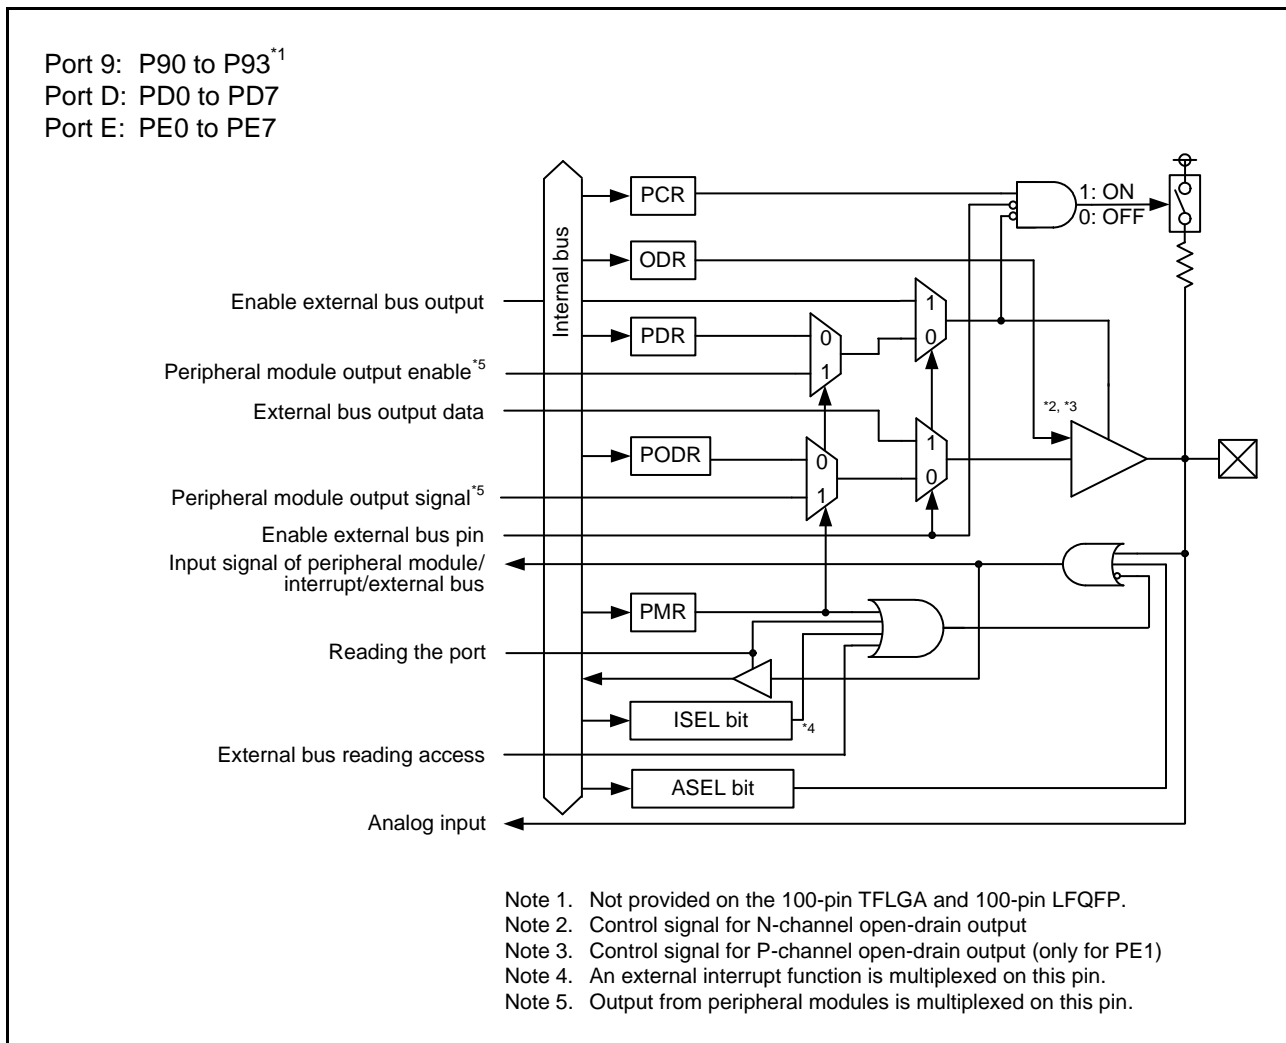 Port 9: P90 to P93*1
Port D: PD0 to PD7
Port E: PE0 to PE7
Internal bus
PCR
1: ON
0: OFF
ODR
Enable external bus output
1
0
PDR
0
1
Peripheral module output enable*5
External bus output data
*2, *3
1
0
PODR
0
1
Peripheral module output signal*5
Enable external bus pin
Input signal of peripheral module/
interrupt/external bus
PMR
Reading the port
ISEL bit
*4
External bus reading access
ASEL bit
Analog input
Note 1. Not provided on the 100-pin TFLGA and 100-pin LFQFP.
Note 2. Control signal for N-channel open-drain output
Note 3. Control signal for P-channel open-drain output (only for PE1)
Note 4. An external interrupt function is multiplexed on this pin.
Note 5. Output from peripheral modules is multiplexed on this pin.